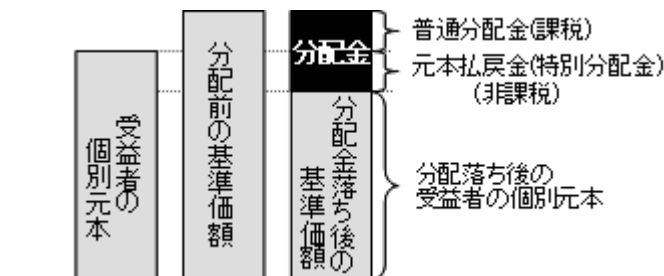 受益者の
個別元本
分配前の基準価額
分配金
分配金落ち後の
基準価額
普通分配金(課税)
元本払戻金(特別分配金)
(非課税)
分配落ち後の
受益者の個別元本